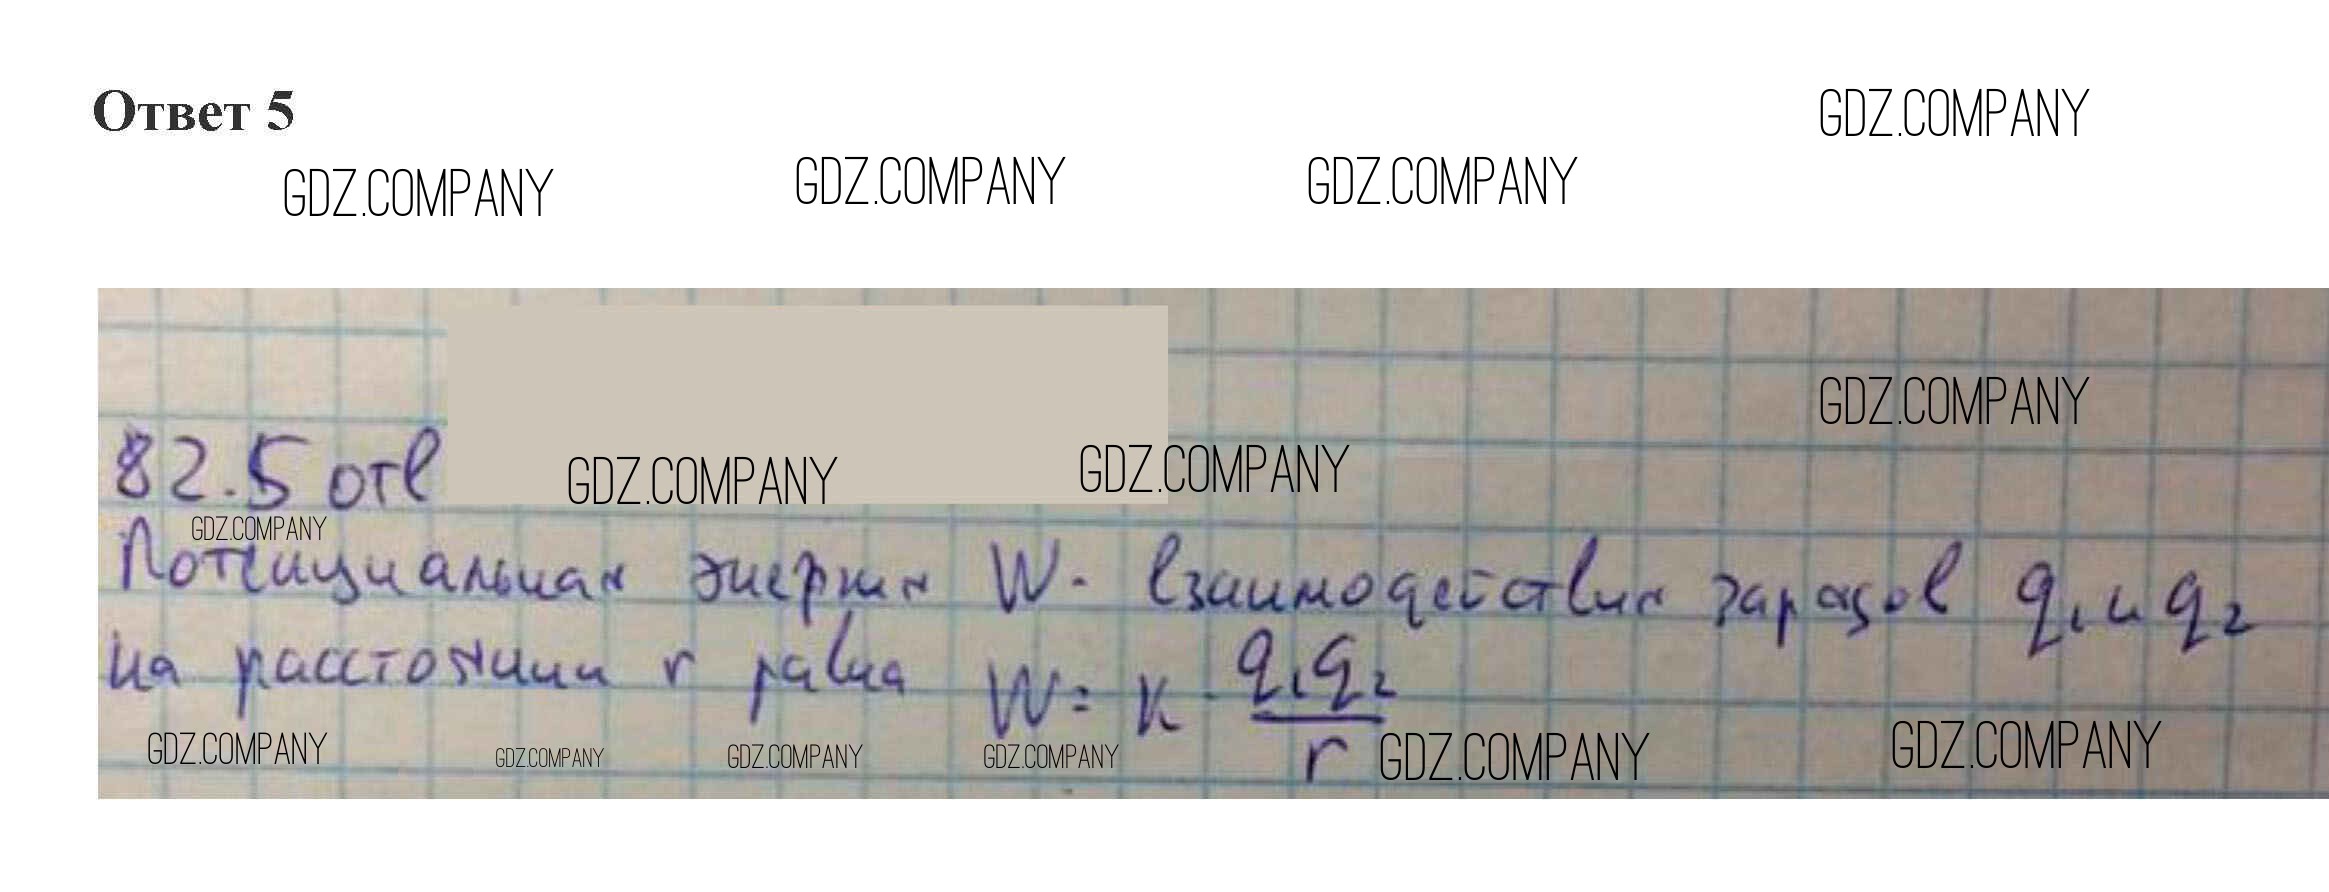 Ответ 5
GDZ.COMPANY
GDZ.COMPANY GDZ.COMPANY GDZ.COMPANY
GDZ.COMPANY
82.5 отв
GDZ.COMPANY GDZ.COMPANY
GDZ.COMPANY
Потенциальная энергия W - взаимодействия зарядов q₁ и q₂
на расстоянии r равна W = k · q₁q₂ / r
GDZ.COMPANY GDZ.COMPANY GDZ.COMPANY GDZ.COMPANY GDZ.COMPANY GDZ.COMPANY